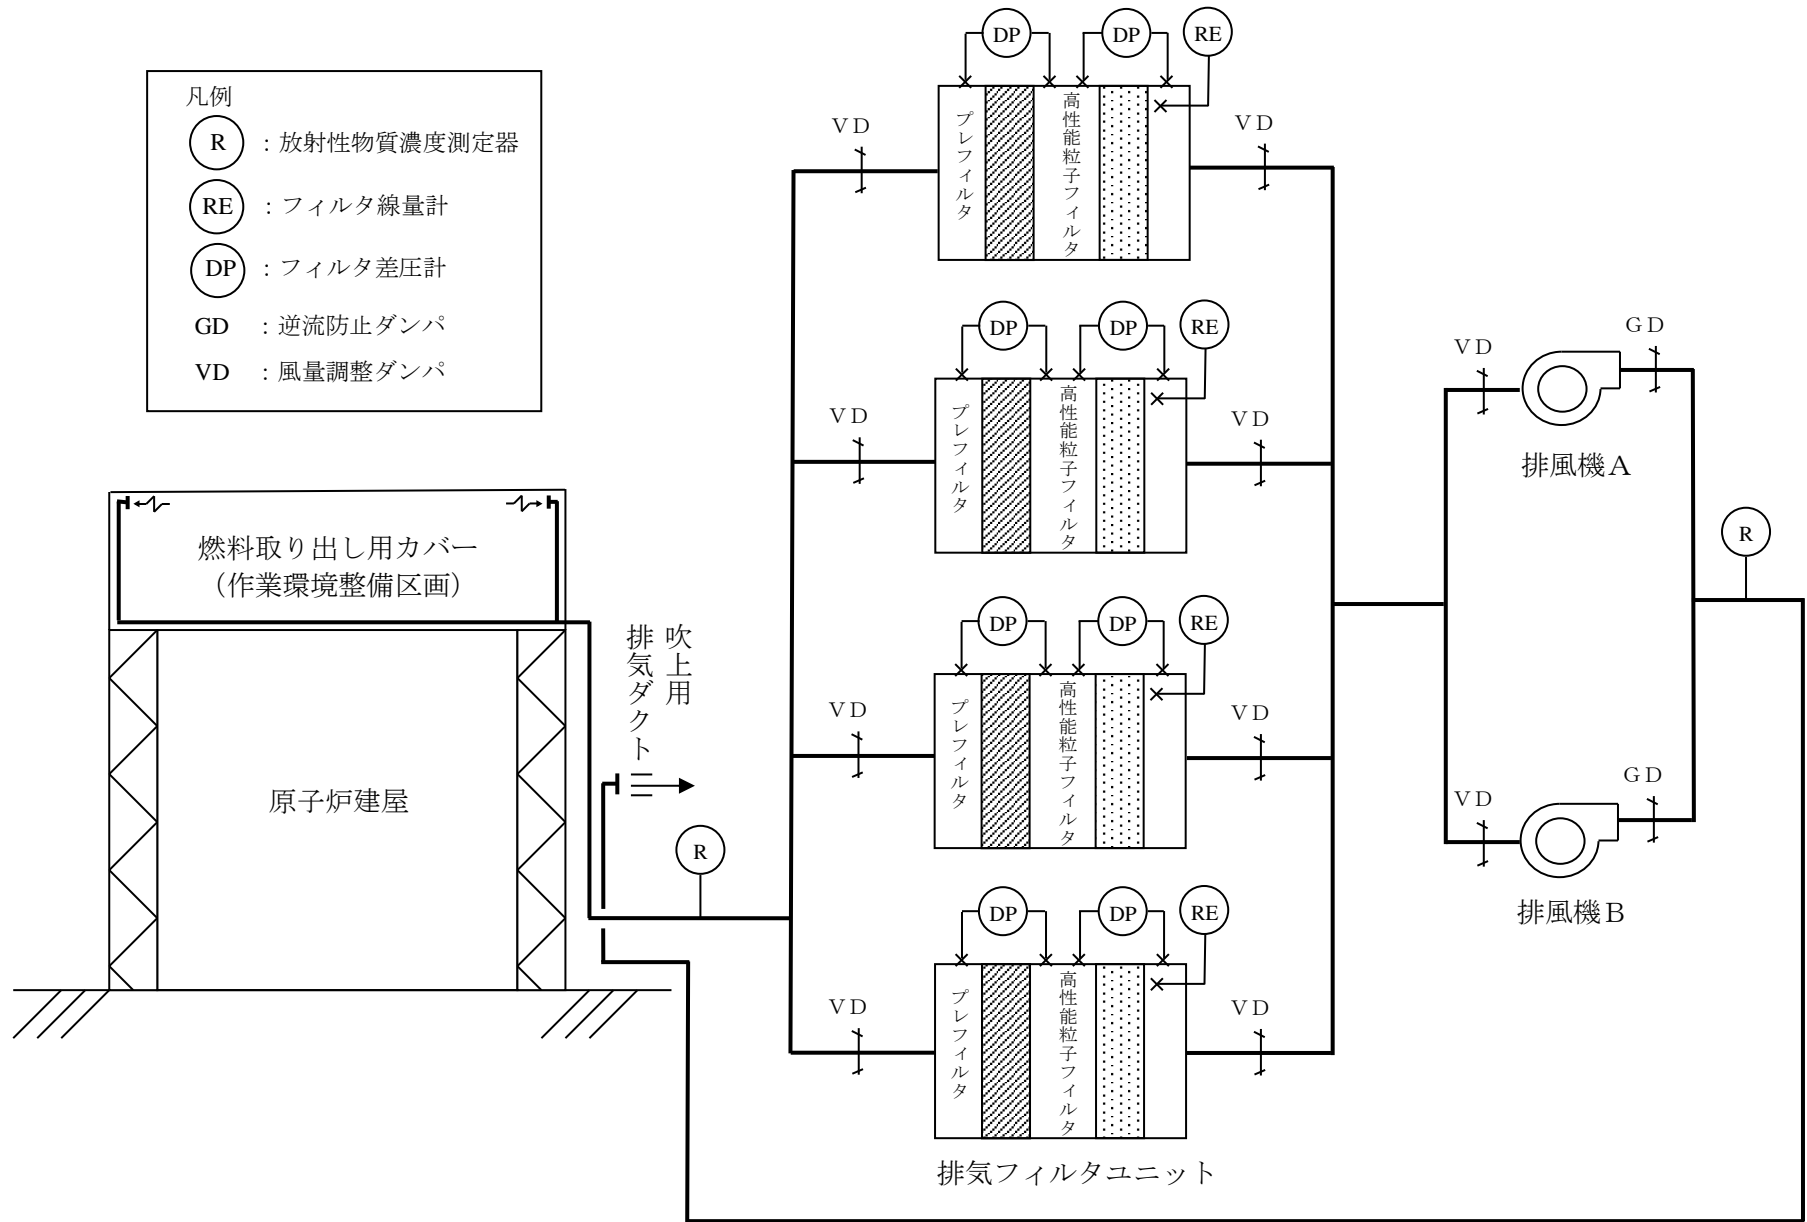 凡例
R ：放射性物質濃度測定器
RE ：フィルタ線量計
DP ：フィルタ差圧計
GD ：逆流防止ダンパ
VD ：風量調整ダンパ
燃料取り出し用カバー
（作業環境整備区画）
原子炉建屋
吹上用
排気ダクト
R
VD
DP
DP
RE
プレフィルタ
高性能粒子フィルタ
VD
VD
DP
DP
RE
プレフィルタ
高性能粒子フィルタ
VD
VD
DP
DP
RE
プレフィルタ
高性能粒子フィルタ
VD
VD
DP
DP
RE
プレフィルタ
高性能粒子フィルタ
VD
排気フィルタユニット
VD
GD
排風機A
VD
GD
排風機B
R